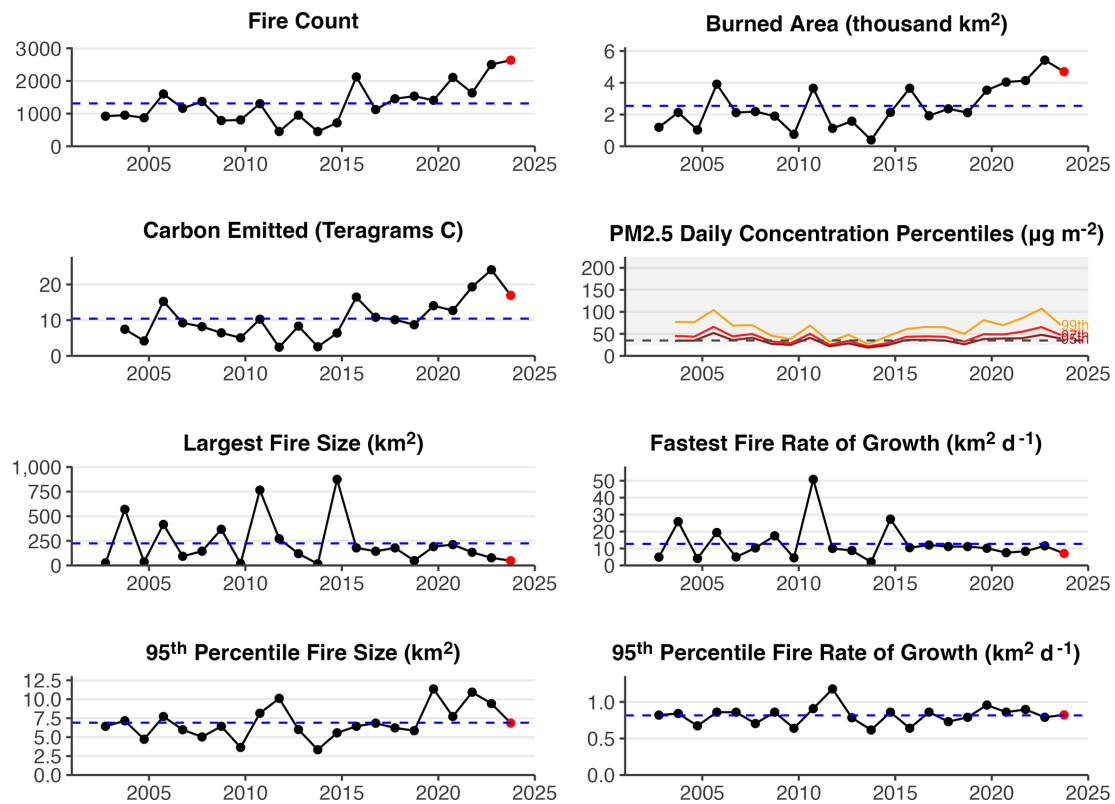 Fire Count
3000
2000
1000
0
2005 2010 2015 2020 2025
Burned Area (thousand km²)
6
4
2
0
2005 2010 2015 2020 2025
Carbon Emitted (Teragrams C)
20
10
0
2005 2010 2015 2020 2025
PM2.5 Daily Concentration Percentiles (µg m⁻²)
200
150
100
50
0
99th
97th
95th
2005 2010 2015 2020 2025
Largest Fire Size (km²)
1,000
750
500
250
0
2005 2010 2015 2020 2025
Fastest Fire Rate of Growth (km² d⁻¹)
50
40
30
20
10
0
2005 2010 2015 2020 2025
95ᵗʰ Percentile Fire Size (km²)
12.5
10.0
7.5
5.0
2.5
0.0
2005 2010 2015 2020 2025
95ᵗʰ Percentile Fire Rate of Growth (km² d⁻¹)
1.0
0.5
0.0
2005 2010 2015 2020 2025